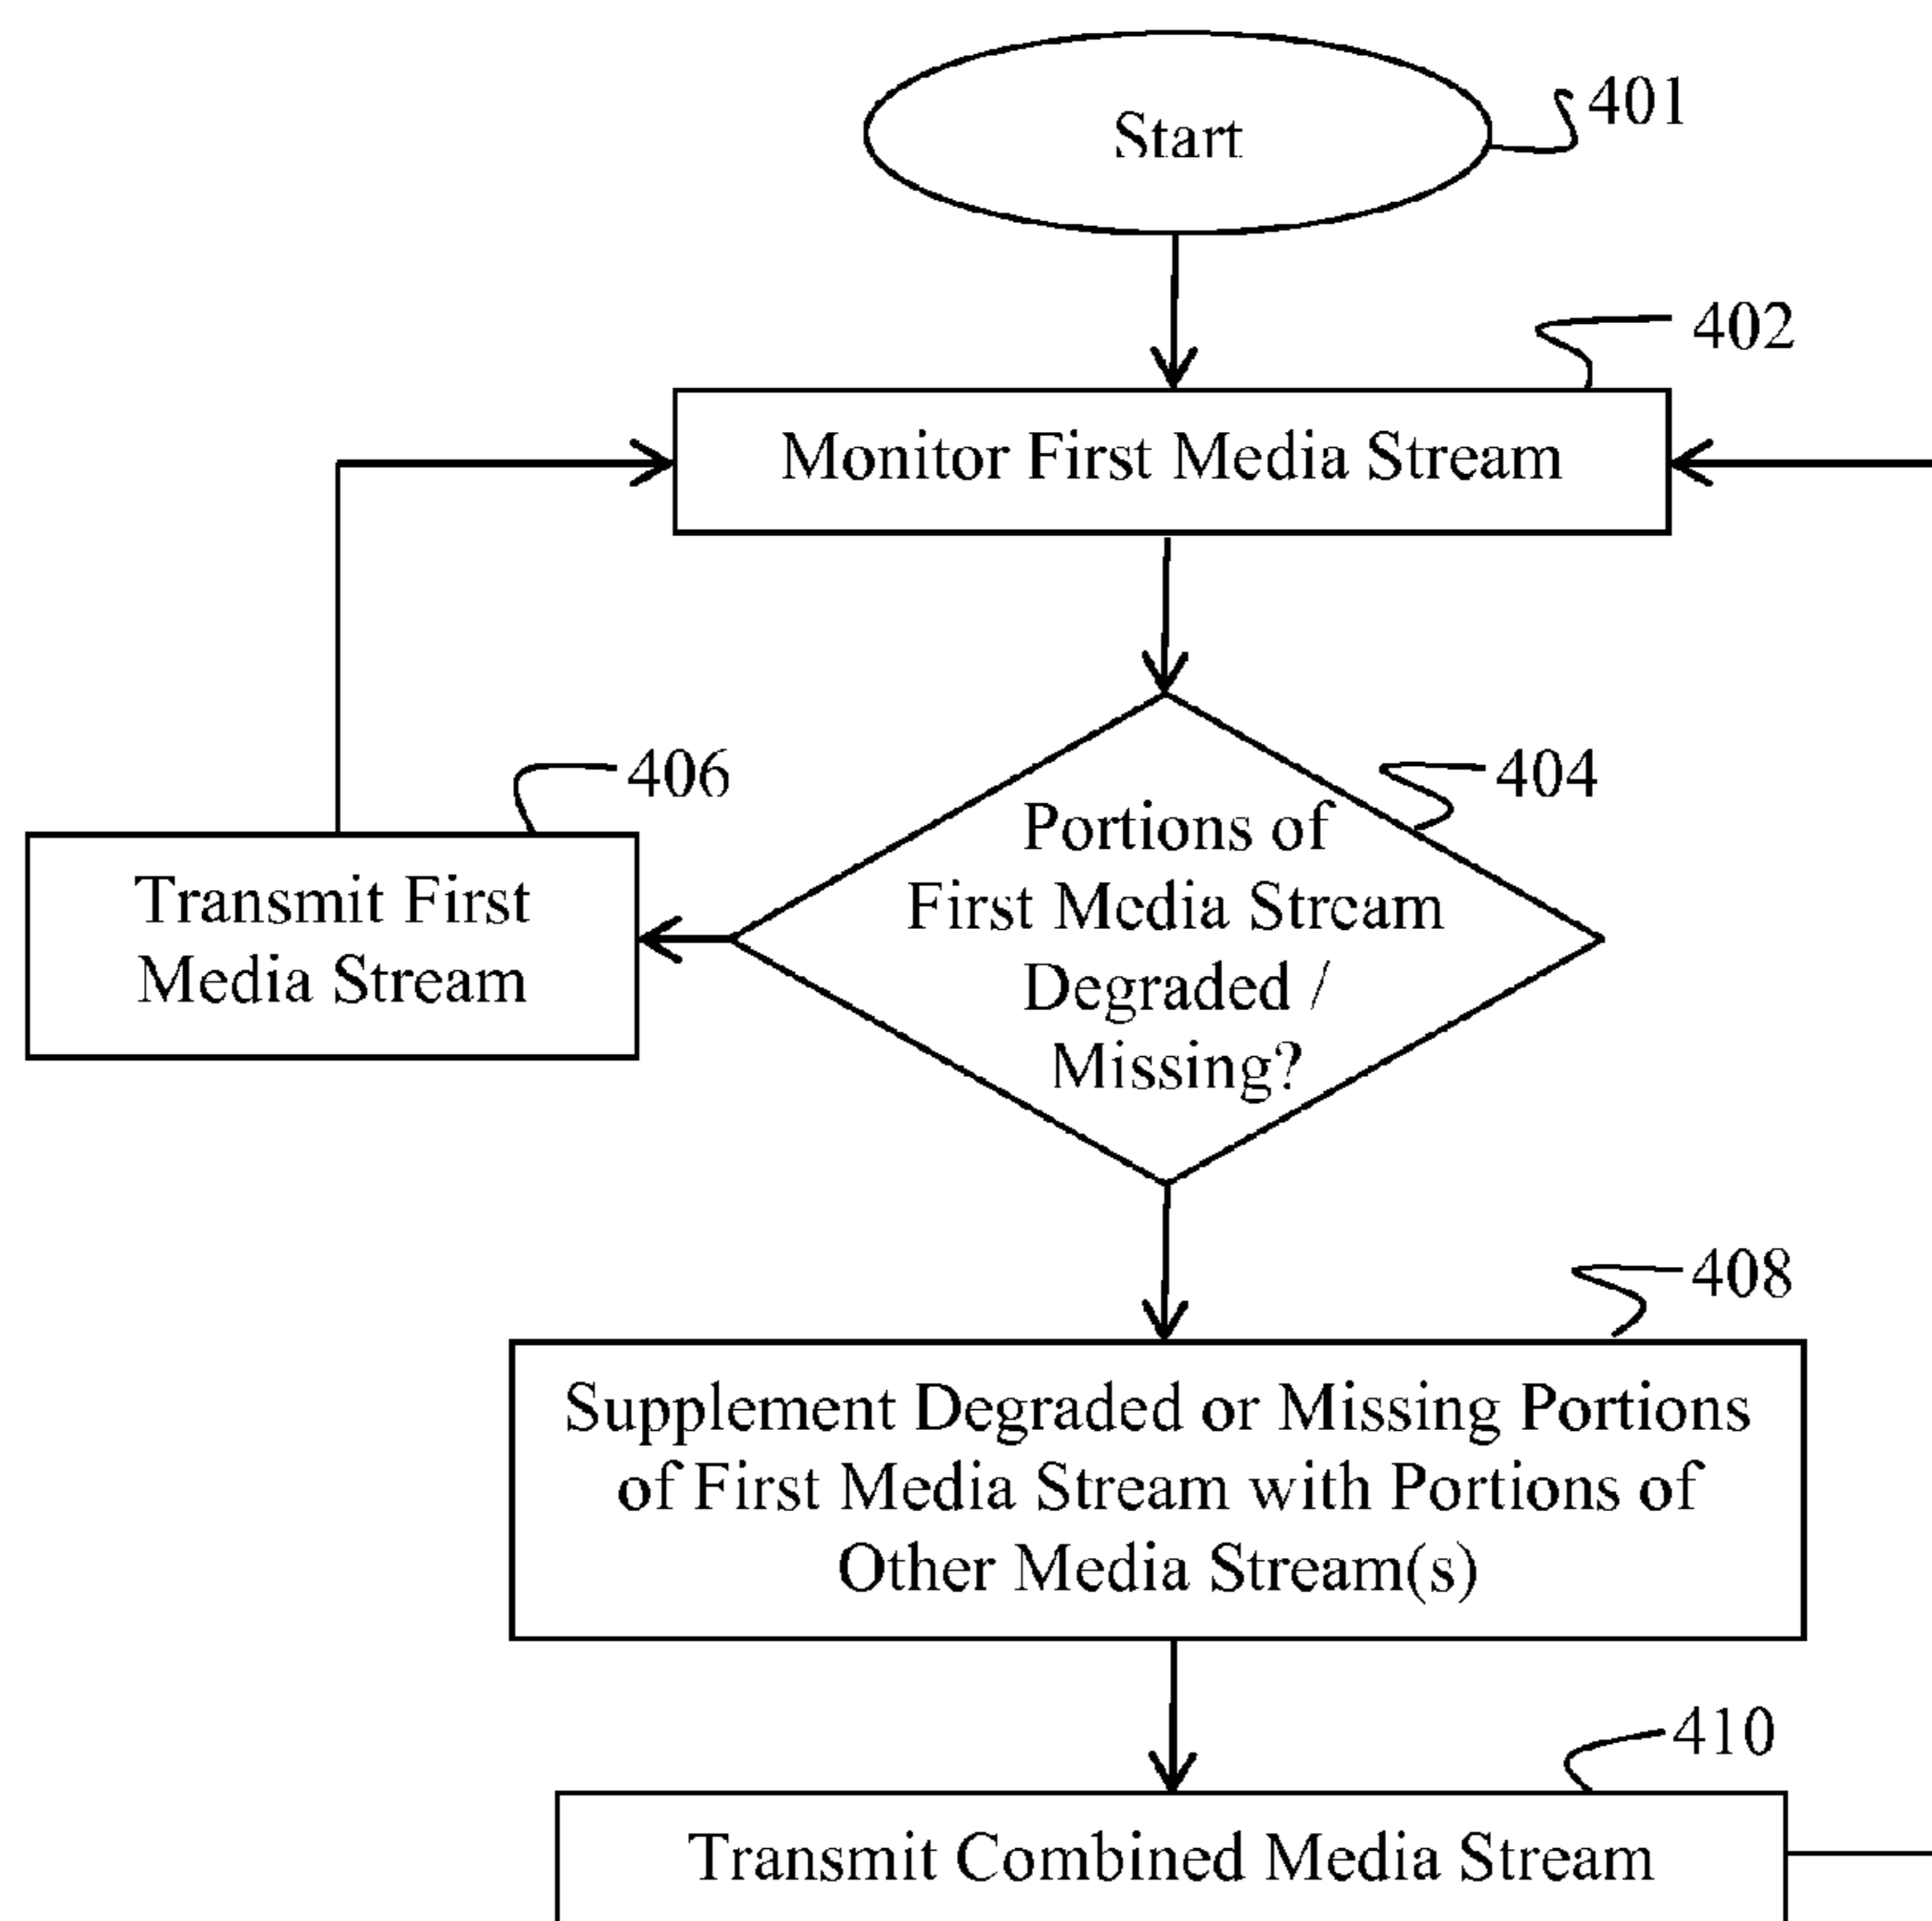 Start
401
402
Monitor First Media Stream
406
404
Transmit First
Media Stream
Portions of
First Media Stream
Degraded /
Missing?
408
Supplement Degraded or Missing Portions
of First Media Stream with Portions of
Other Media Stream(s)
410
Transmit Combined Media Stream